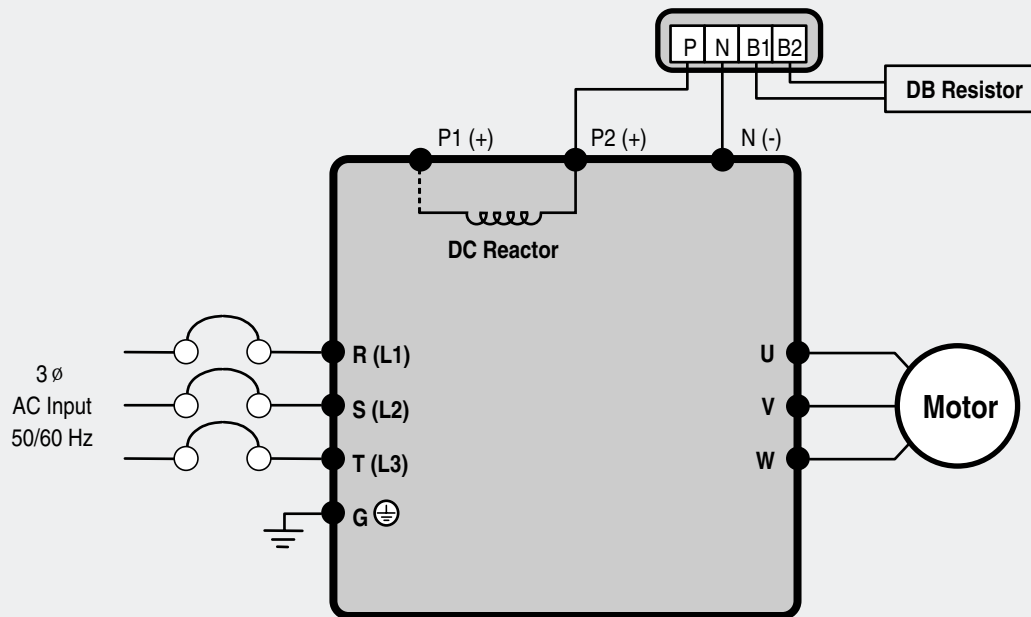 P N B1 B2
DB Resistor
P1 (+) P2 (+) N (-)
DC Reactor
R (L1)
S (L2)
T (L3)
G
3 ø
AC Input
50/60 Hz
U
V
W
Motor